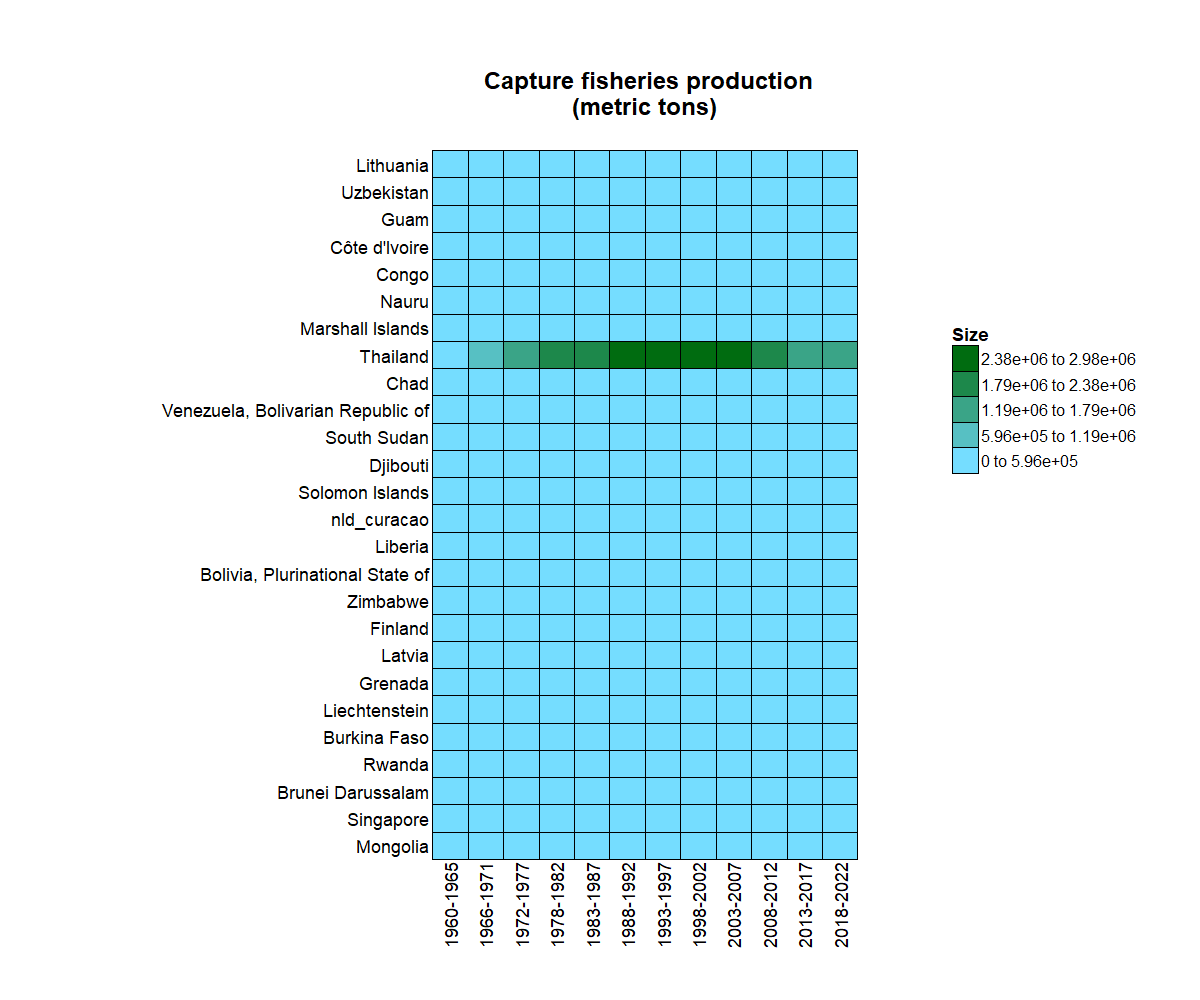 Capture fisheries production
(metric tons)
Lithuania
Uzbekistan
Guam
Côte d'Ivoire
Congo
Nauru
Marshall Islands
Thailand
Chad
Venezuela, Bolivarian Republic of
South Sudan
Djibouti
Solomon Islands
nld_curacao
Liberia
Bolivia, Plurinational State of
Zimbabwe
Finland
Latvia
Grenada
Liechtenstein
Burkina Faso
Rwanda
Brunei Darussalam
Singapore
Mongolia
1960-1965
1966-1971
1972-1977
1978-1982
1983-1987
1988-1992
1993-1997
1998-2002
2003-2007
2008-2012
2013-2017
2018-2022
Size
2.38e+06 to 2.98e+06
1.79e+06 to 2.38e+06
1.19e+06 to 1.79e+06
5.96e+05 to 1.19e+06
0 to 5.96e+05